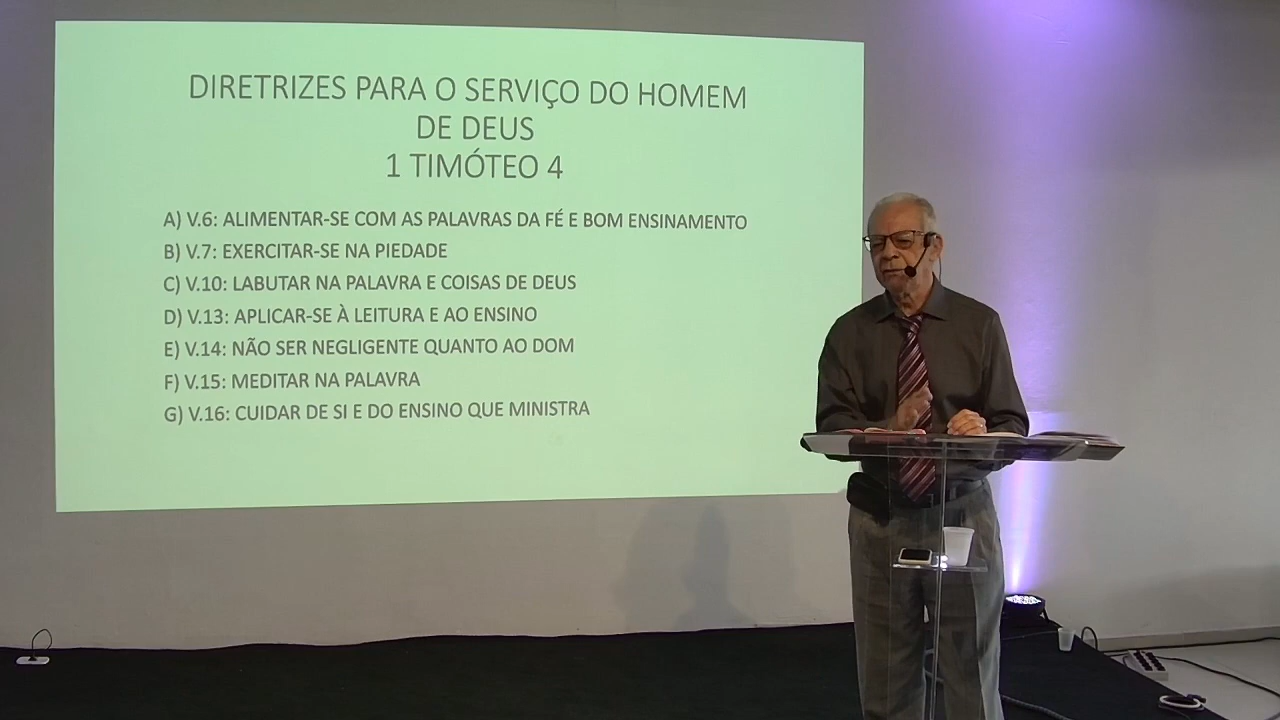 DIRETRIZES PARA O SERVIÇO DO HOMEM
DE DEUS
1 TIMÓTEO 4
A) V.6: ALIMENTAR-SE COM AS PALAVRAS DA FÉ E BOM ENSINAMENTO
B) V.7: EXERCITAR-SE NA PIEDADE
C) V.10: LABUTAR NA PALAVRA E COISAS DE DEUS
D) V.13: APLICAR-SE À LEITURA E AO ENSINO
E) V.14: NÃO SER NEGLIGENTE QUANTO AO DOM
F) V.15: MEDITAR NA PALAVRA
G) V.16: CUIDAR DE SI E DO ENSINO QUE MINISTRA